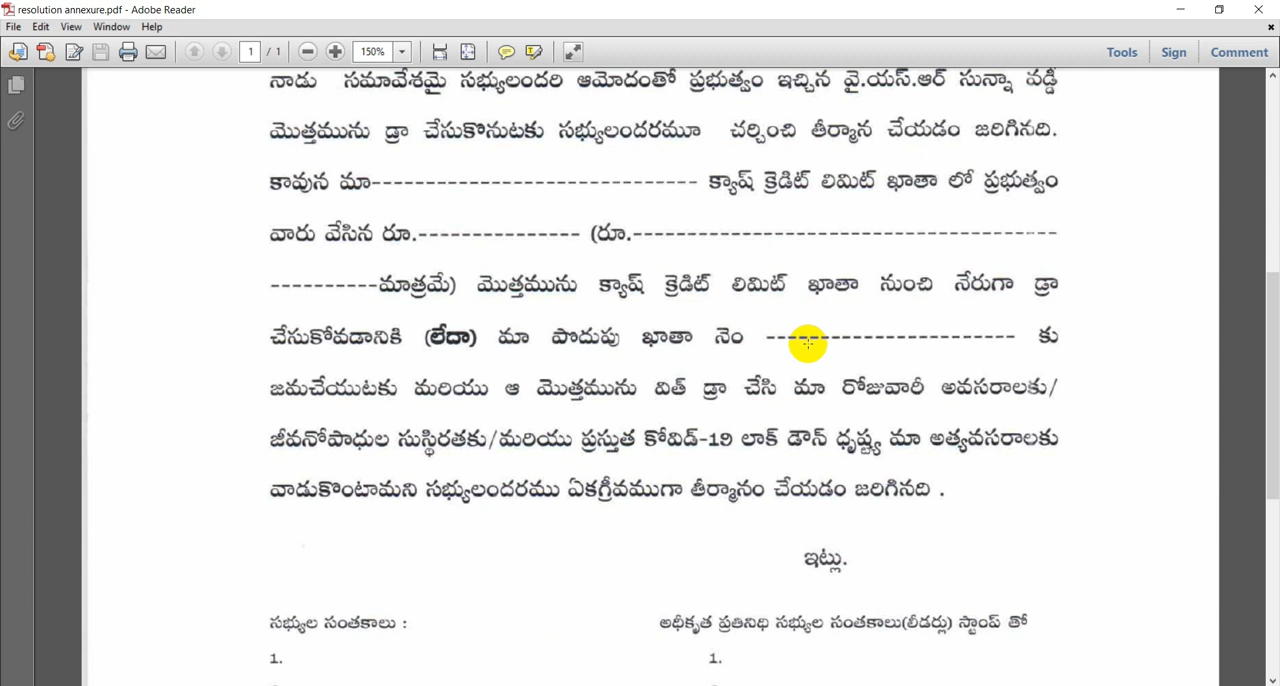 resolution annexure.pdf - Adobe Reader
File Edit View Window Help
1 / 1 150% Tools Sign Comment
నాడు సమావేశమై సభ్యులందరి ఆమోదంతో ప్రభుత్వం ఇచ్చిన వై.యస్.ఆర్ సున్నా వడ్డీ
మొత్తమును డ్రా చేసుకొనుటకు సభ్యులందరమూ చర్చించి తీర్మాన చేయడం జరిగినది.
కావున మా------------------------------ క్యాష్ క్రెడిట్ లిమిట్ ఖాతా లో ప్రభుత్వం
వారు వేసిన రూ.--------------- (రూ.---------------------------------------
----------మాత్రమే) మొత్తమును క్యాష్ క్రెడిట్ లిమిట్ ఖాతా నుంచి నేరుగా డ్రా
చేసుకోవడానికి (లేదా) మా పొదుపు ఖాతా నెం ----------------------- కు
జమచేయుటకు మరియు ఆ మొత్తమును విత్ డ్రా చేసి మా రోజువారీ అవసరాలకు/
జీవనోపాధుల సుస్థిరతకు/మరియు ప్రస్తుత కోవిడ్-19 లాక్ డౌన్ ధృష్ట్య మా అత్యవసరాలకు
వాడుకొంటామని సభ్యులందరము ఏకగ్రీవముగా తీర్మానం చేయడం జరిగినది .
ఇట్లు.
సభ్యుల సంతకాలు : అధీకృత ప్రతినిథి సభ్యుల సంతకాలు(లీడర్లు) స్టాంప్ తో
1. 1.